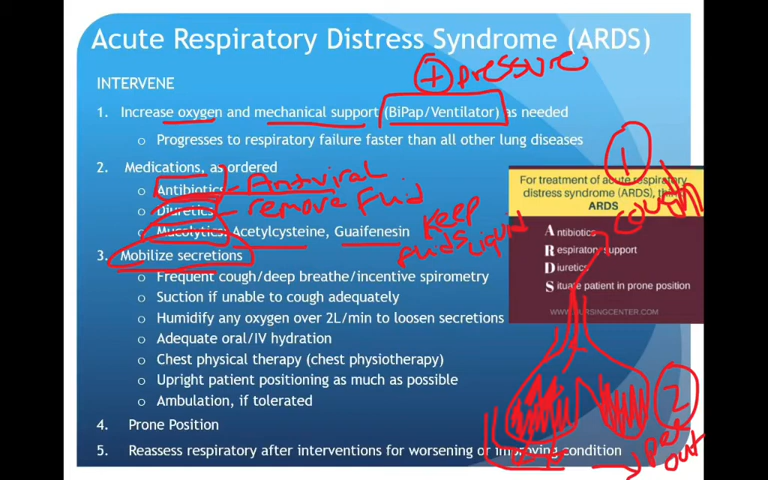 Acute Respiratory Distress Syndrome (ARDS)
+ pressure
INTERVENE
1. Increase oxygen and mechanical support (BiPap/Ventilator) as needed
o Progresses to respiratory failure faster than all other lung diseases
2. Medications, as ordered
o Antibiotics - Antiviral
o Diuretics - remove fluid
o Mucolytics: Acetylcysteine, Guaifenesin
Keep
fluids liquid
3. Mobilize secretions
o Frequent cough/deep breathe/incentive spirometry
o Suction if unable to cough adequately
o Humidify any oxygen over 2L/min to loosen secretions
o Adequate oral/IV hydration
o Chest physical therapy (chest physiotherapy)
o Upright patient positioning as much as possible
o Ambulation, if tolerated
4. Prone Position
5. Reassess respiratory after interventions for worsening or improving condition
1
cough
For treatment of acute respiratory
distress syndrome (ARDS),
ARDS
Antibiotics
Respiratory support
Diuretics
Situate patient in prone position
WWW.NURSINGCENTER.COM
2
pee
out